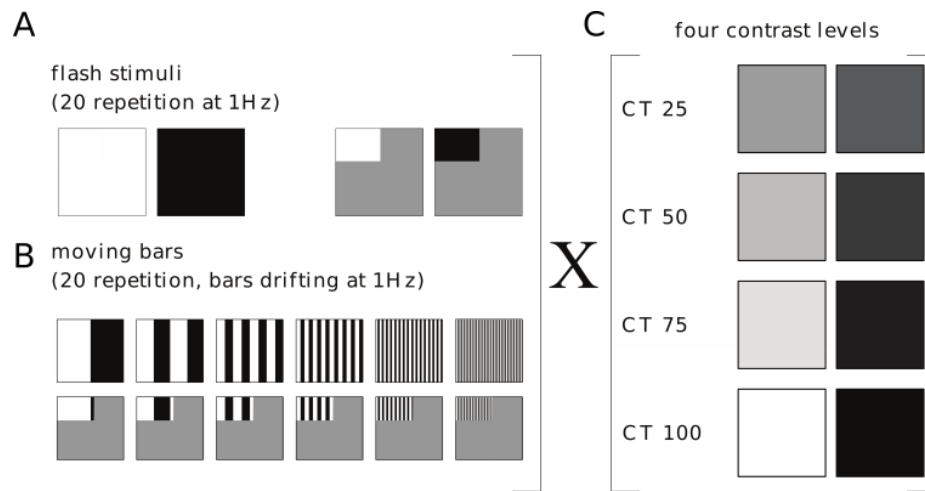 A
flash stimuli
(20 repetition at 1Hz)
B
moving bars
(20 repetition, bars drifting at 1Hz)
X
C
four contrast levels
CT 25
CT 50
CT 75
CT 100